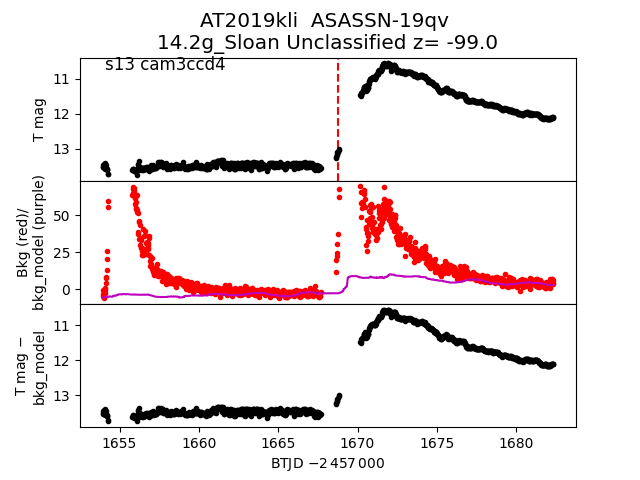 AT2019kli ASASSN-19qv
14.2g_Sloan Unclassified z= -99.0
s13 cam3ccd4
T mag
11
12
13
Bkg (red)/
bkg_model (purple)
50
25
0
T mag −
bkg_model
11
12
13
1655 1660 1665 1670 1675 1680
BTJD −2 457 000